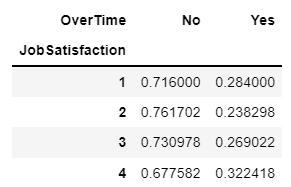 OverTime No Yes
JobSatisfaction
1 0.716000 0.284000
2 0.761702 0.238298
3 0.730978 0.269022
4 0.677582 0.322418